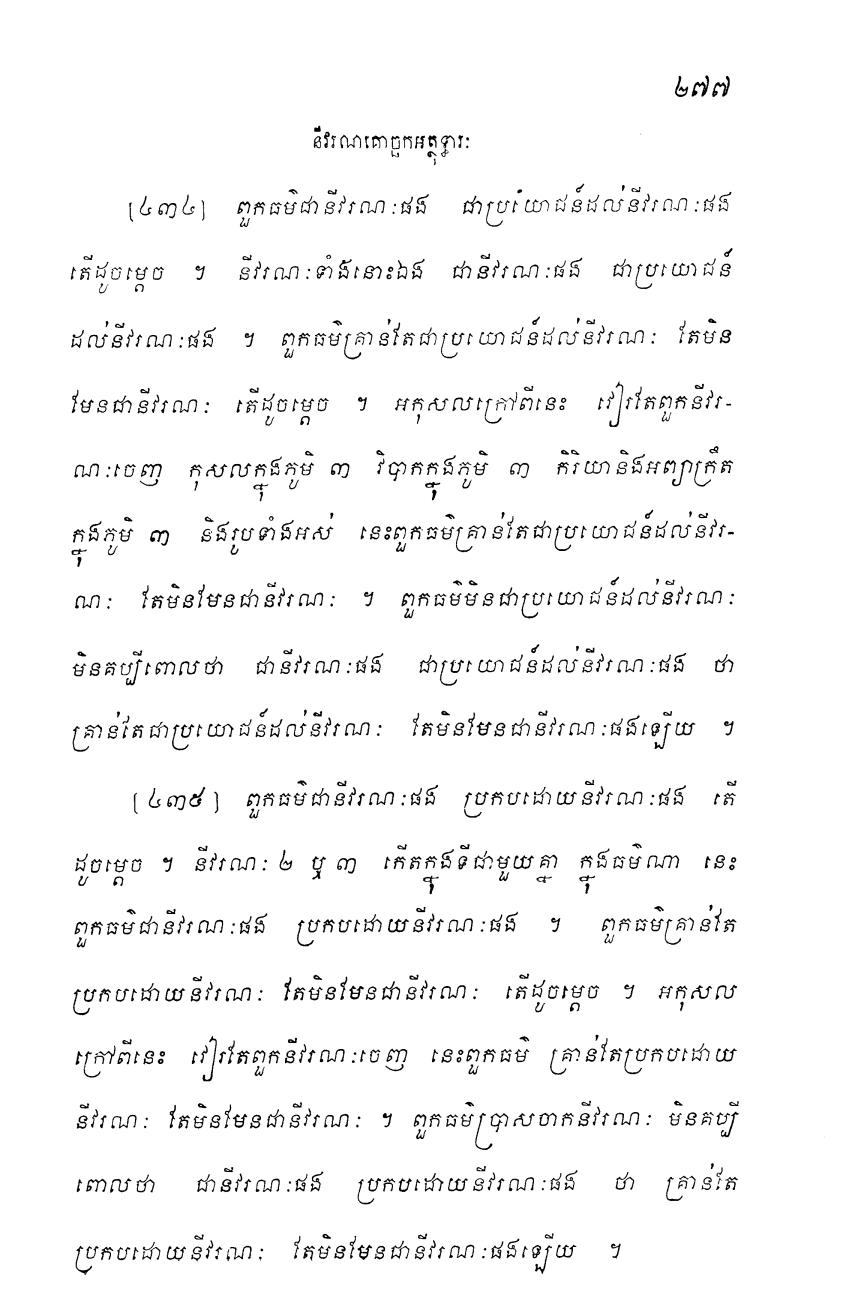 ២៧៧
នីវរណគោច្ឆកអត្ថុទ្ធារៈ
[៤៣៤] ពួកធម៌ជានីវរណៈផង ជាប្រយោជន៍ដល់នីវរណៈផង
តើដូចម្តេច ។ នីវរណៈទាំងនោះឯង ជានីវរណៈផង ជាប្រយោជន៍
ដល់នីវរណៈផង ។ ពួកធម៌គ្រាន់តែជាប្រយោជន៍ដល់នីវរណៈ តែមិន
មែនជានីវរណៈ តើដូចម្តេច ។ អកុសលក្រៅពីនេះ វៀរតែពួកនីវរ-
ណៈចេញ កុសលក្នុងភូមិ ៣ វិបាកក្នុងភូមិ ៣ កិរិយានិងអព្យាក្រឹត
ក្នុងភូមិ ៣ និងរូបទាំងអស់ នេះពួកធម៌គ្រាន់តែជាប្រយោជន៍ដល់នីវរ-
ណៈ តែមិនមែនជានីវរណៈ ។ ពួកធម៌មិនជាប្រយោជន៍ដល់នីវរណៈ
មិនគប្បីពោលថា ជានីវរណៈផង ជាប្រយោជន៍ដល់នីវរណៈផង ថា
គ្រាន់តែជាប្រយោជន៍ដល់នីវរណៈ តែមិនមែនជានីវរណៈផងឡើយ ។
[៤៣៥] ពួកធម៌ជានីវរណៈផង ប្រកបដោយនីវរណៈផង តើ
ដូចម្តេច ។ នីវរណៈ ២ ឬ ៣ កើតក្នុងទីជាមួយគ្នា ក្នុងធម៌ណា នេះ
ពួកធម៌ជានីវរណៈផង ប្រកបដោយនីវរណៈផង ។ ពួកធម៌គ្រាន់តែ
ប្រកបដោយនីវរណៈ តែមិនមែនជានីវរណៈ តើដូចម្តេច ។ អកុសល
ក្រៅពីនេះ វៀរតែពួកនីវរណៈចេញ នេះពួកធម៌ គ្រាន់តែប្រកបដោយ
នីវរណៈ តែមិនមែនជានីវរណៈ ។ ពួកធម៌ប្រាសចាកនីវរណៈ មិនគប្បី
ពោលថា ជានីវរណៈផង ប្រកបដោយនីវរណៈផង ថា គ្រាន់តែ
ប្រកបដោយនីវរណៈ តែមិនមែនជានីវរណៈផងឡើយ ។